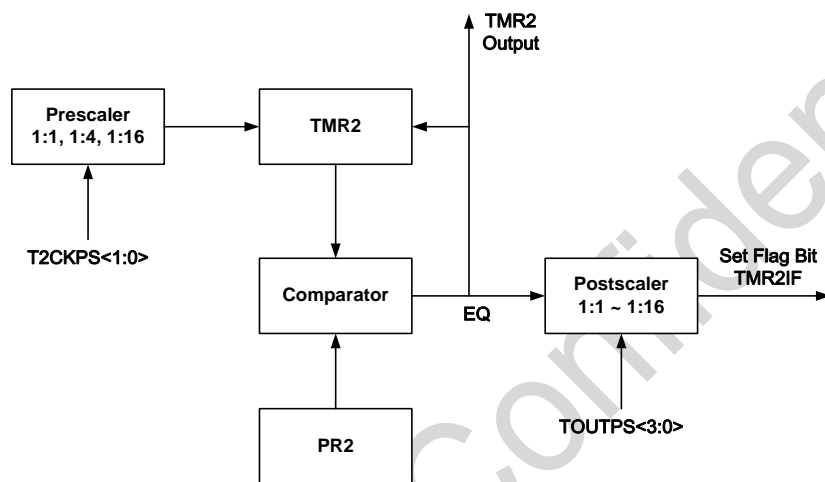 TMR2
Output
Prescaler
1:1, 1:4, 1:16
TMR2
T2CKPS<1:0>
Comparator
EQ
Postscaler
1:1 ~ 1:16
Set Flag Bit
TMR2IF
PR2
TOUTPS<3:0>